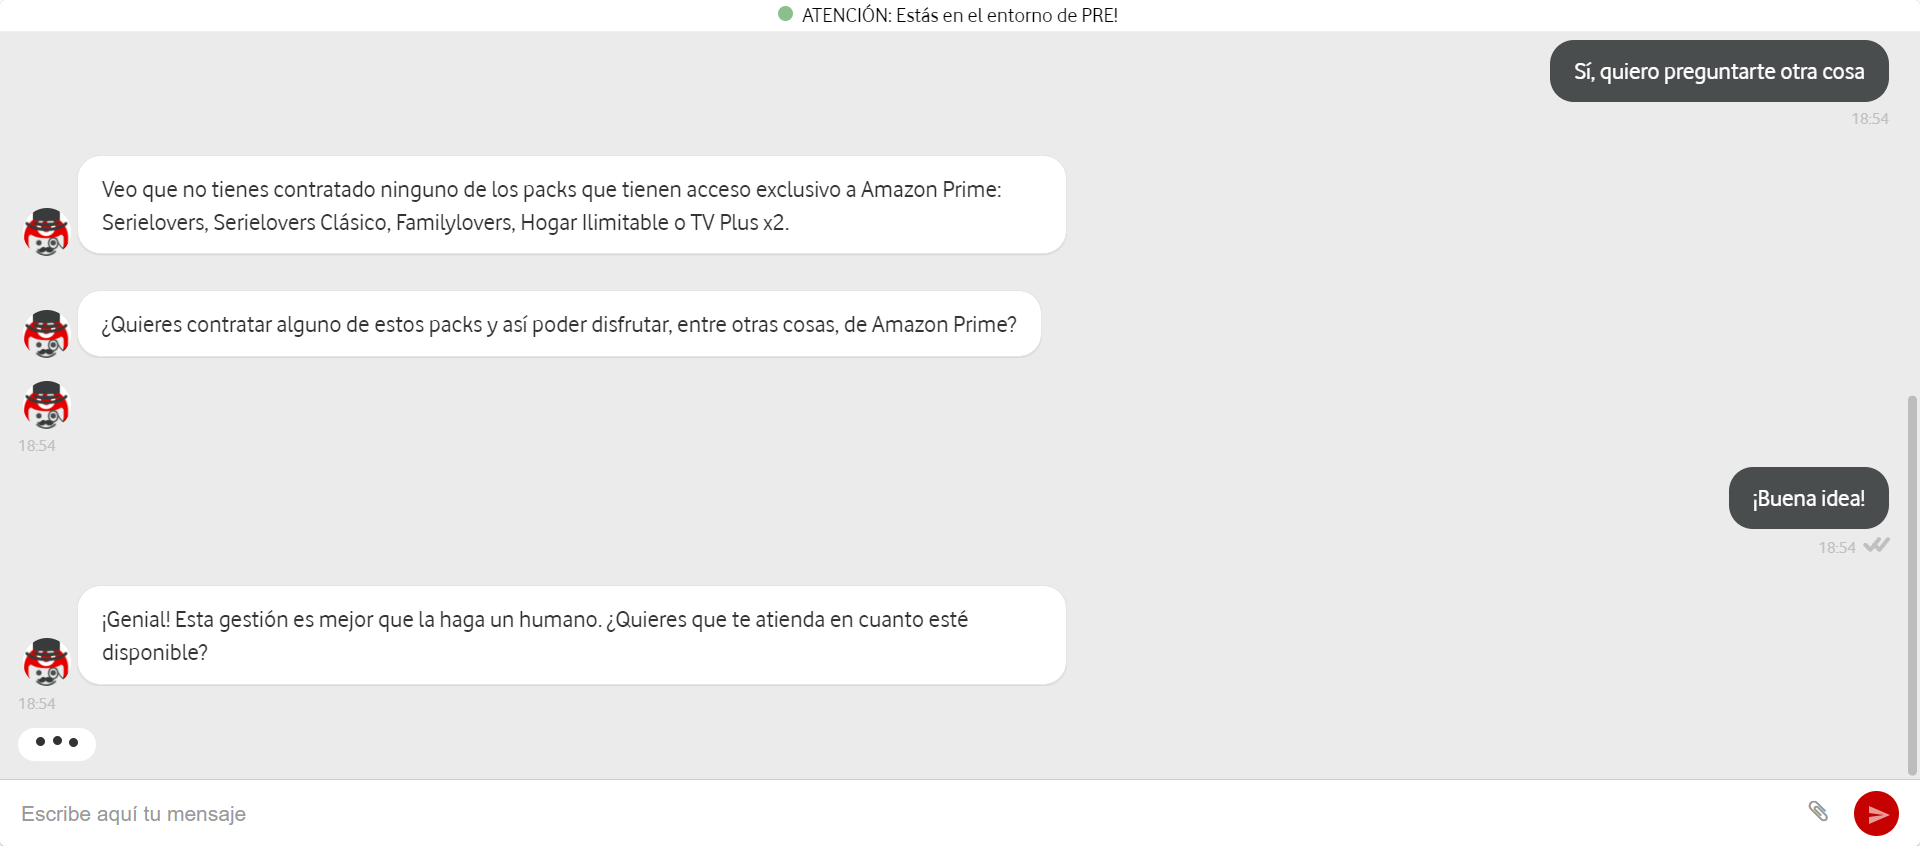 ATENCIÓN: Estás en el entorno de PRE!
Sí, quiero preguntarte otra cosa
18:54
Veo que no tienes contratado ninguno de los packs que tienen acceso exclusivo a Amazon Prime:
Serielovers, Serielovers Clásico, Familylovers, Hogar Ilimitable o TV Plus x2.
¿Quieres contratar alguno de estos packs y así poder disfrutar, entre otras cosas, de Amazon Prime?
18:54
¡Buena idea!
18:54
¡Genial! Esta gestión es mejor que la haga un humano. ¿Quieres que te atienda en cuanto esté
disponible?
18:54
Escribe aquí tu mensaje